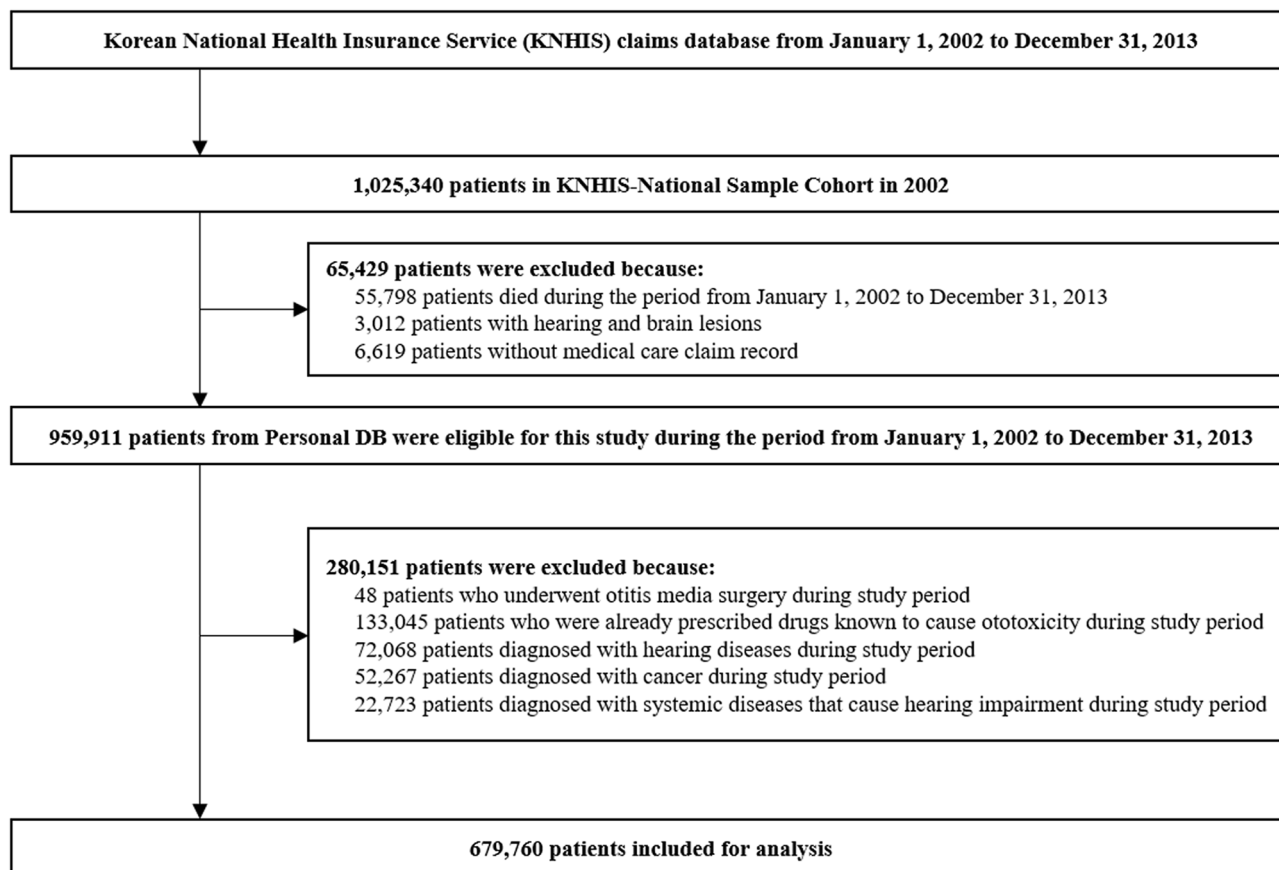 Korean National Health Insurance Service (KNHIS) claims database from January 1, 2002 to December 31, 2013
1,025,340 patients in KNHIS-National Sample Cohort in 2002
65,429 patients were excluded because:
55,798 patients died during the period from January 1, 2002 to December 31, 2013
3,012 patients with hearing and brain lesions
6,619 patients without medical care claim record
959,911 patients from Personal DB were eligible for this study during the period from January 1, 2002 to December 31, 2013
280,151 patients were excluded because:
48 patients who underwent otitis media surgery during study period
133,045 patients who were already prescribed drugs known to cause ototoxicity during study period
72,068 patients diagnosed with hearing diseases during study period
52,267 patients diagnosed with cancer during study period
22,723 patients diagnosed with systemic diseases that cause hearing impairment during study period
679,760 patients included for analysis